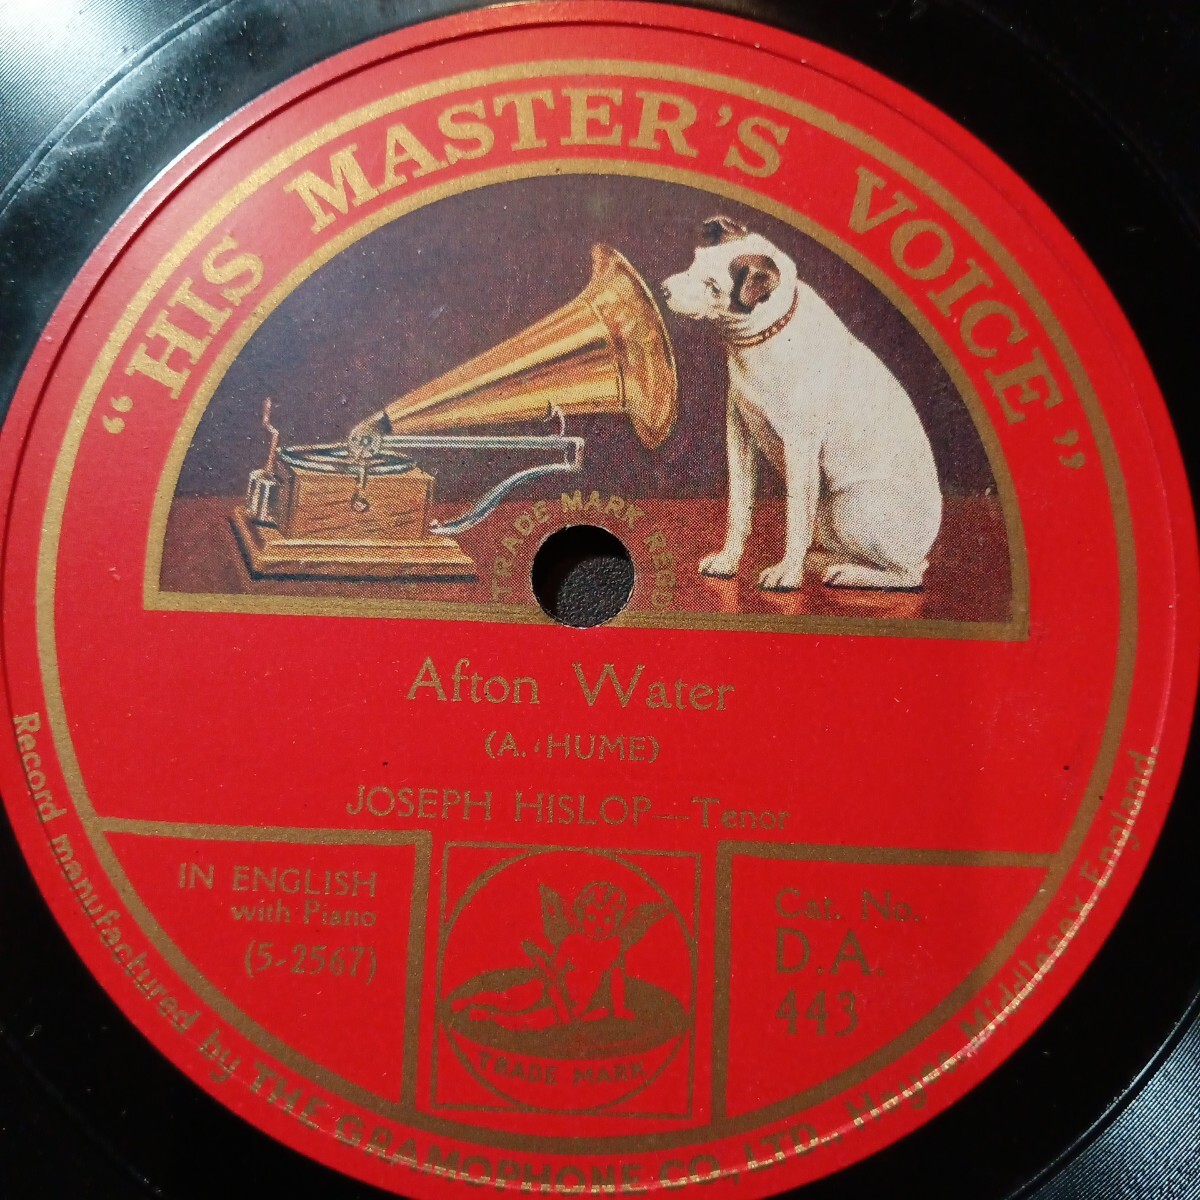 "HIS MASTER'S VOICE"
TRADE MARK REGD
Afton Water
(A. HUME)
JOSEPH HISLOP—Tenor
IN ENGLISH
with Piano
(5-2567)
TRADE MARK
Cat. No.
D.A.
443
Record manufactured by THE GRAMOPHONE CO., LTD., Hayes, Middlesex, England.